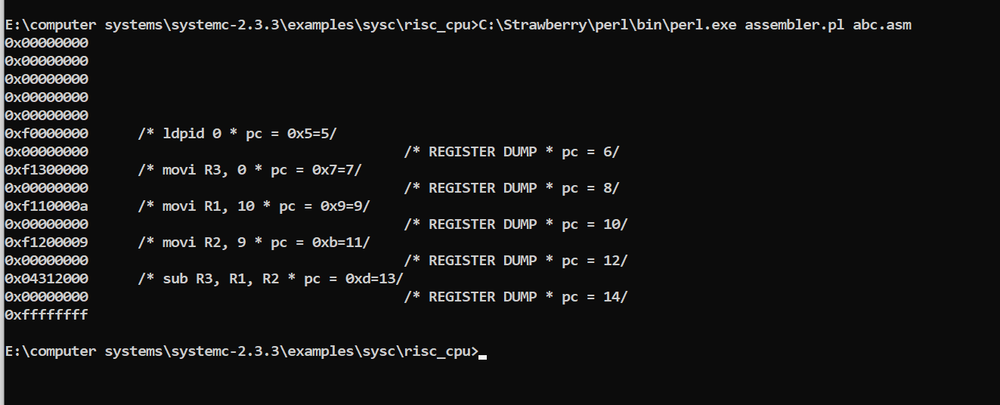 E:\computer systems\systemc-2.3.3\examples\sysc\risc_cpu>C:\Strawberry\perl\bin\perl.exe assembler.pl abc.asm
0x00000000
0x00000000
0x00000000
0x00000000
0x00000000
0xf0000000      /* ldpid 0 * pc = 0x5=5/
0x00000000                                      /* REGISTER DUMP * pc = 6/
0xf1300000      /* movi R3, 0 * pc = 0x7=7/
0x00000000                                      /* REGISTER DUMP * pc = 8/
0xf110000a      /* movi R1, 10 * pc = 0x9=9/
0x00000000                                      /* REGISTER DUMP * pc = 10/
0xf1200009      /* movi R2, 9 * pc = 0xb=11/
0x00000000                                      /* REGISTER DUMP * pc = 12/
0x04312000      /* sub R3, R1, R2 * pc = 0xd=13/
0x00000000                                      /* REGISTER DUMP * pc = 14/
0xffffffff
E:\computer systems\systemc-2.3.3\examples\sysc\risc_cpu>